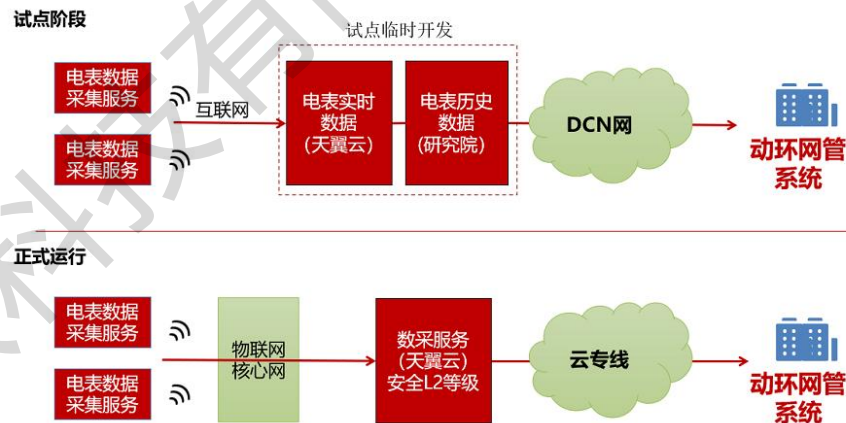 试点阶段
试点临时开发
电表数据
采集服务
电表数据
采集服务
互联网
电表实时
数据
(天翼云)
电表历史
数据
(研究院)
DCN网
动环网管
系统
正式运行
电表数据
采集服务
电表数据
采集服务
物联网
核心网
数采服务
(天翼云)
安全L2等级
云专线
动环网管
系统
科技有